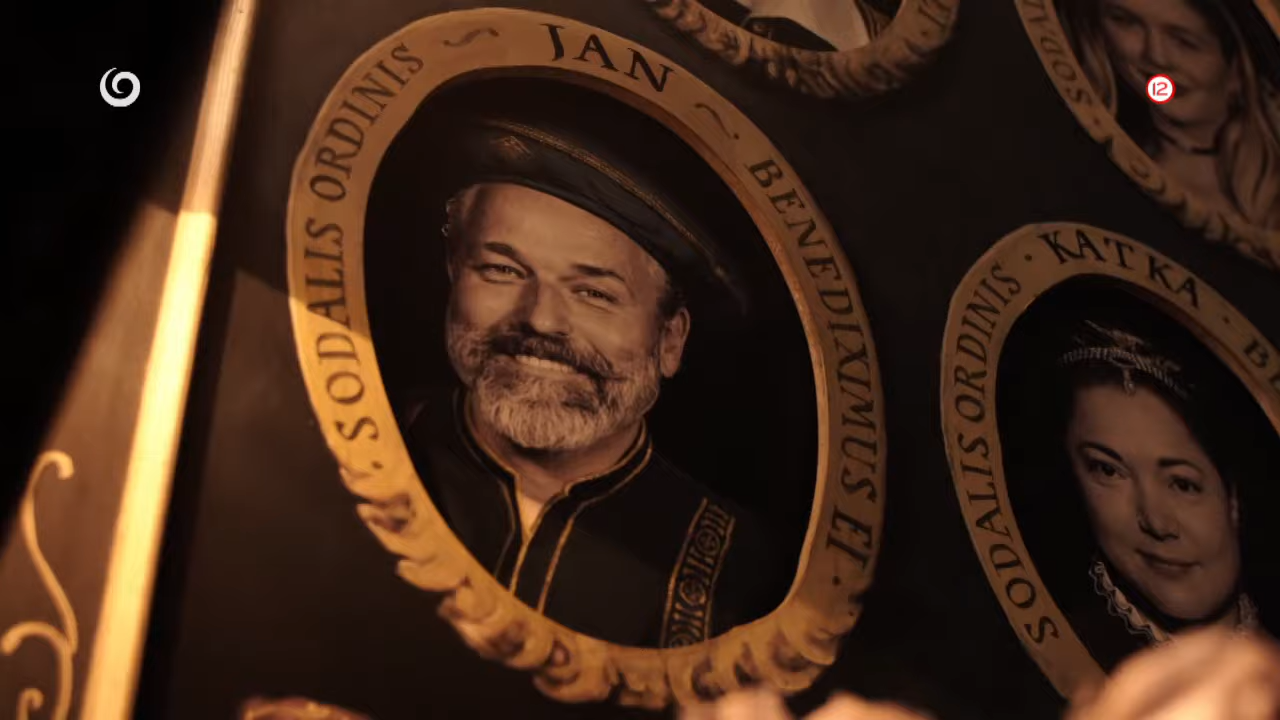 SODALIS ORDINIS ~ JAN ~ BENEDIXIMUS EI ·
12
SODALIS ORDINIS · KATKA ·